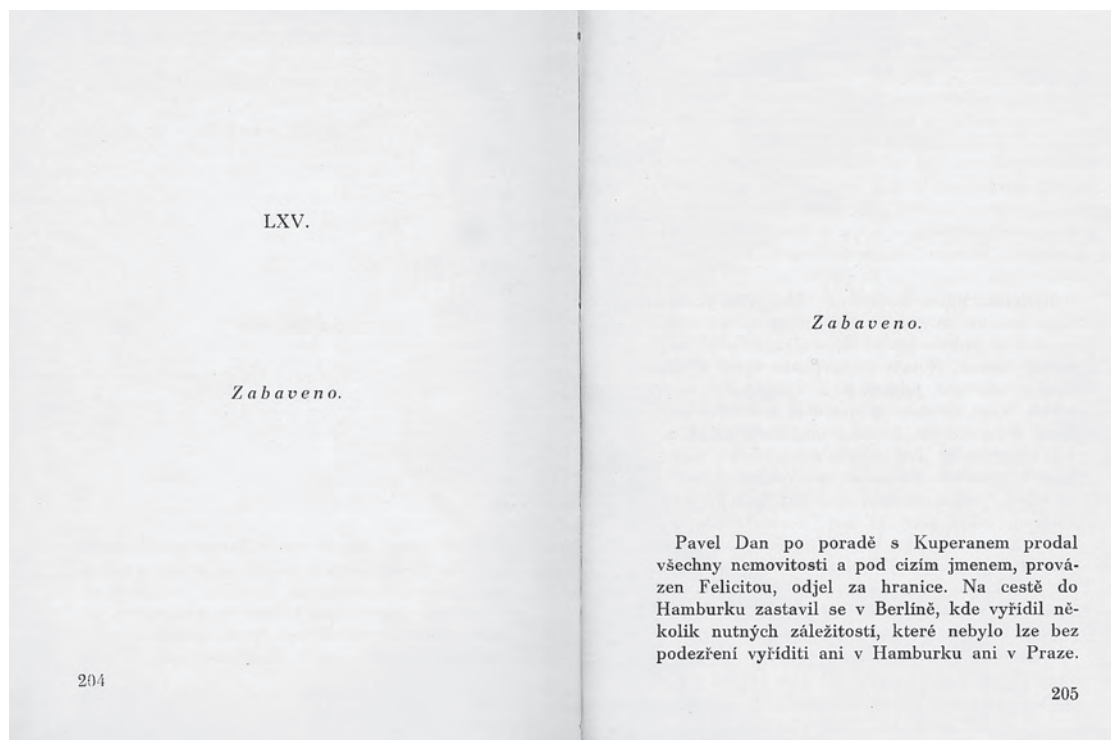 LXV.
Zabaveno.
204
Zabaveno.
Pavel Dan po poradě s Kuperanem prodal
všechny nemovitosti a pod cizím jmenem, prová-
zen Felicitou, odjel za hranice. Na cestě do
Hamburku zastavil se v Berlíně, kde vyřídil ně-
kolik nutných záležitostí, které nebylo lze bez
podezření vyříditi ani v Hamburku ani v Praze.
205